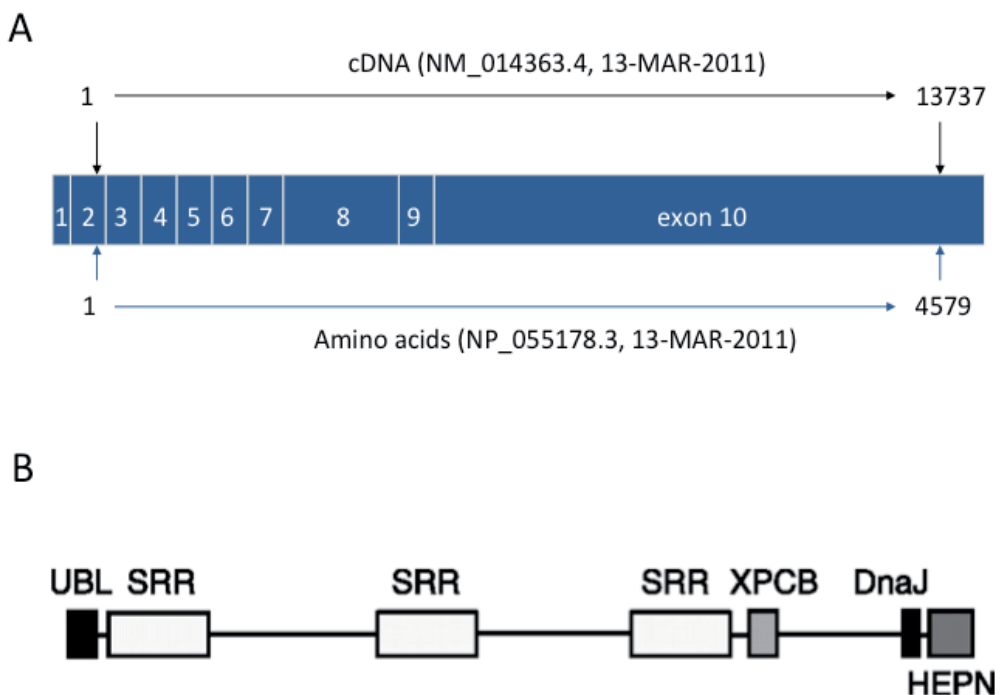 A
cDNA (NM_014363.4, 13-MAR-2011)
1 13737
1 2 3 4 5 6 7 8 9 exon 10
1 4579
Amino acids (NP_055178.3, 13-MAR-2011)
B
UBL SRR SRR SRR XPCB DnaJ
HEPN